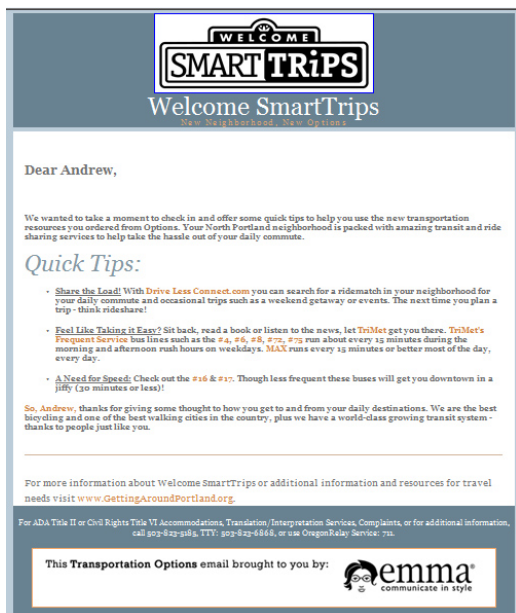 WELCOME
SMART TRiPS
Welcome SmartTrips
New Neighborhood, New Options
Dear Andrew,
We wanted to take a moment to check in and offer some quick tips to help you use the new transportation
resources you ordered from Options. Your North Portland neighborhood is packed with amazing transit and ride
sharing services to help take the hassle out of your daily commute.
Quick Tips:
• Share the Load! With Drive Less Connect.com you can search for a ridematch in your neighborhood for
your daily commute and occasional trips such as a weekend getaway or events. The next time you plan a
trip - think rideshare!
• Feel Like Taking it Easy? Sit back, read a book or listen to the news, let TriMet get you there. TriMet's
Frequent Service bus lines such as the #4, #6, #8, #72, #75 run about every 15 minutes during the
morning and afternoon rush hours on weekdays. MAX runs every 15 minutes or better most of the day,
every day.
• A Need for Speed: Check out the #16 & #17. Though less frequent these buses will get you downtown in a
jiffy (30 minutes or less)!
So, Andrew, thanks for giving some thought to how you get to and from your daily destinations. We are the best
bicycling and one of the best walking cities in the country, plus we have a world-class growing transit system -
thanks to people just like you.
For more information about Welcome SmartTrips or additional information and resources for travel
needs visit www.GettingAroundPortland.org.
For ADA Title II or Civil Rights Title VI Accommodations, Translation/Interpretation Services, Complaints, or for additional information,
call 503-823-5185, TTY: 503-823-6868, or use OregonRelay Service: 711.
This Transportation Options email brought to you by:
emma
communicate in style